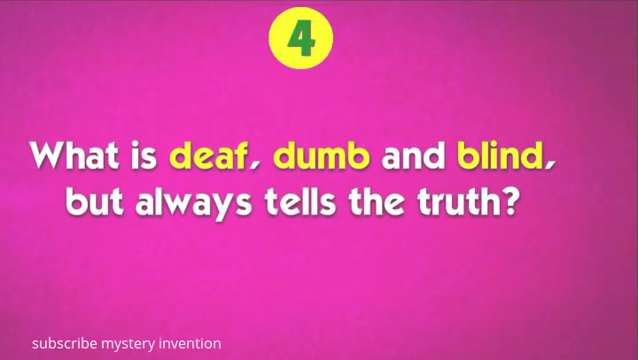 4
What is deaf, dumb and blind,
but always tells the truth?
subscribe mystery invention